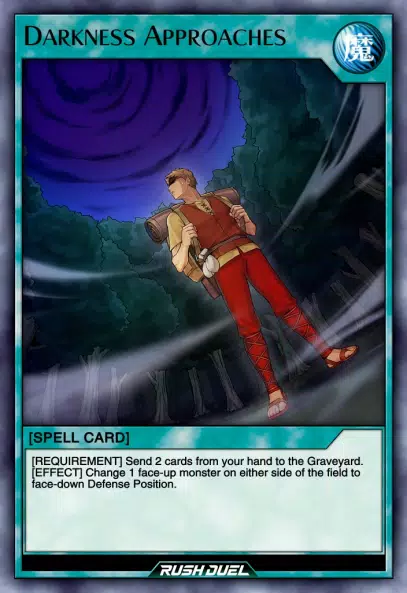 Darkness Approaches
魔
[SPELL CARD]
[REQUIREMENT] Send 2 cards from your hand to the Graveyard.
[EFFECT] Change 1 face-up monster on either side of the field to
face-down Defense Position.
RUSH DUEL